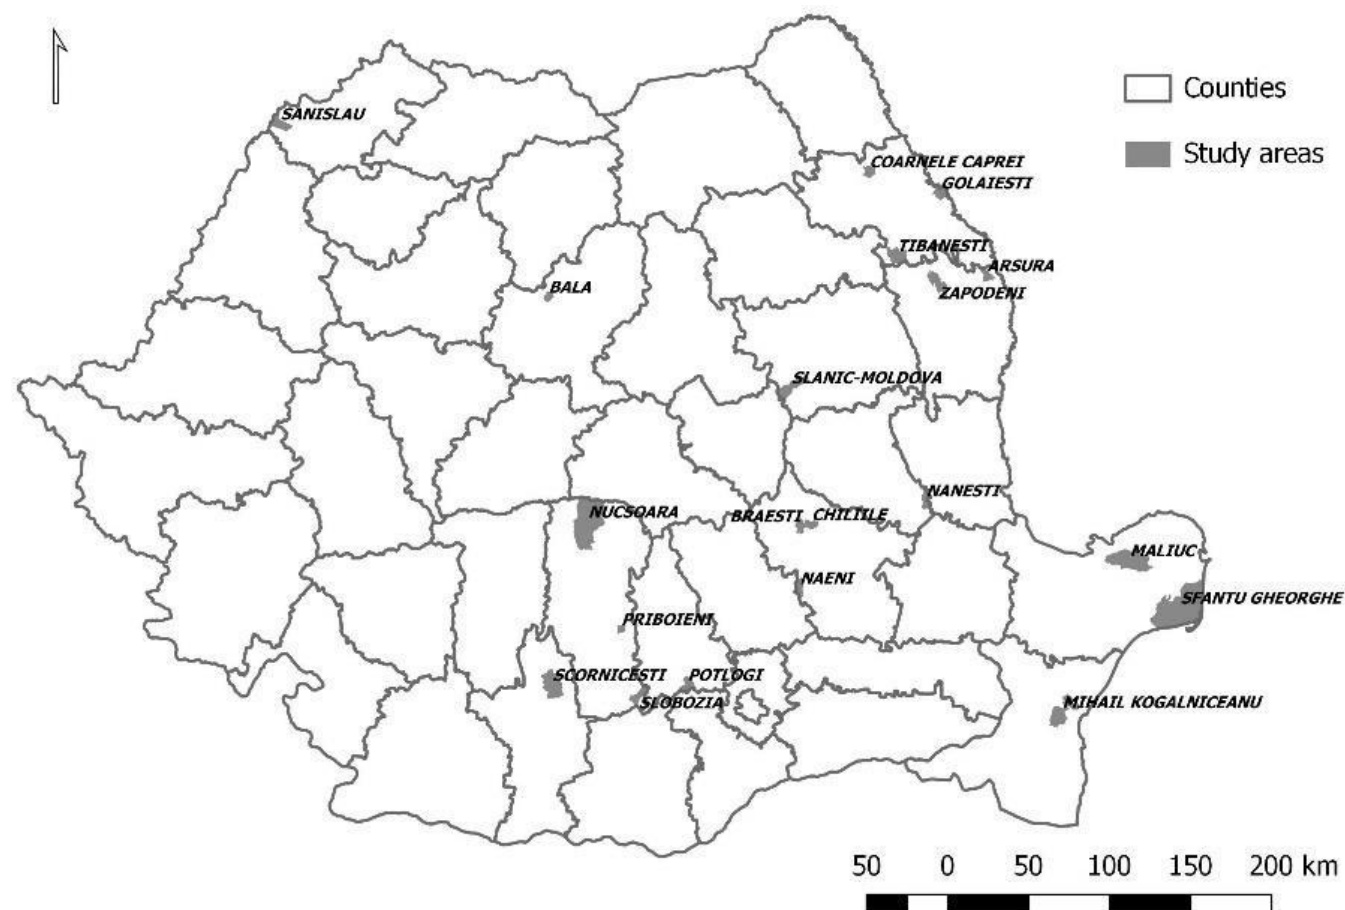 Counties
SANISLAU
Study areas
COARNELE CAPREI
GOLAIESTI
TIBANESTI
ARSURA
BALA
ZAPODENI
SLANIC-MOLDOVA
NANESTI
NUCSOARA
BRAESTI
CHILIILE
MALIUC
NAENI
SFANTU GHEORGHE
PRIBOIENI
SCORNICESTI
POTLOGI
SLOBOZIA
MIHAIL KOGALNICEANU
50 0 50 100 150 200 km